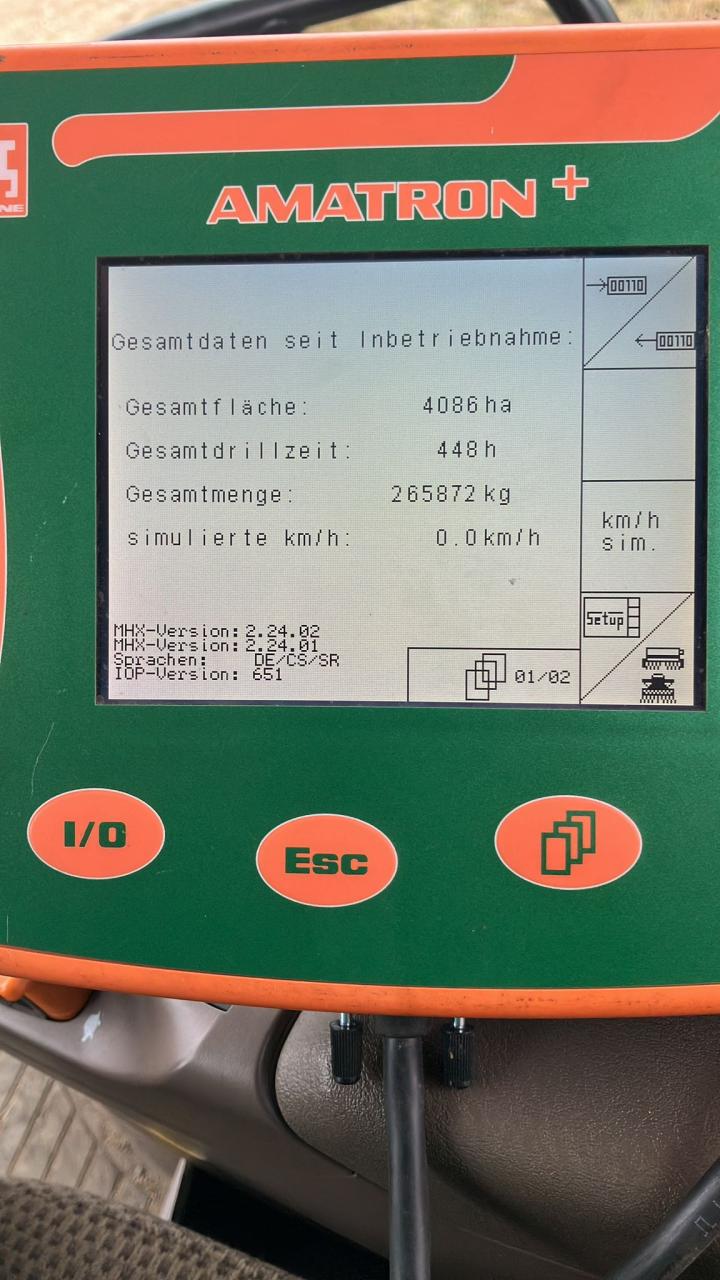 AMATRON+
00110
Gesamtdaten seit Inbetriebnahme:
00110
Gesamtfläche: 4086 ha
Gesamtdrillzeit: 448 h
Gesamtmenge: 265872 kg
simulierte km/h: 0.0 km/h
km/h
sim.
MHX-Version: 2.24.02
MHX-Version: 2.24.01
Sprachen: DE/CS/SR
IOP-Version: 651
Setup
01/02
I/O
Esc